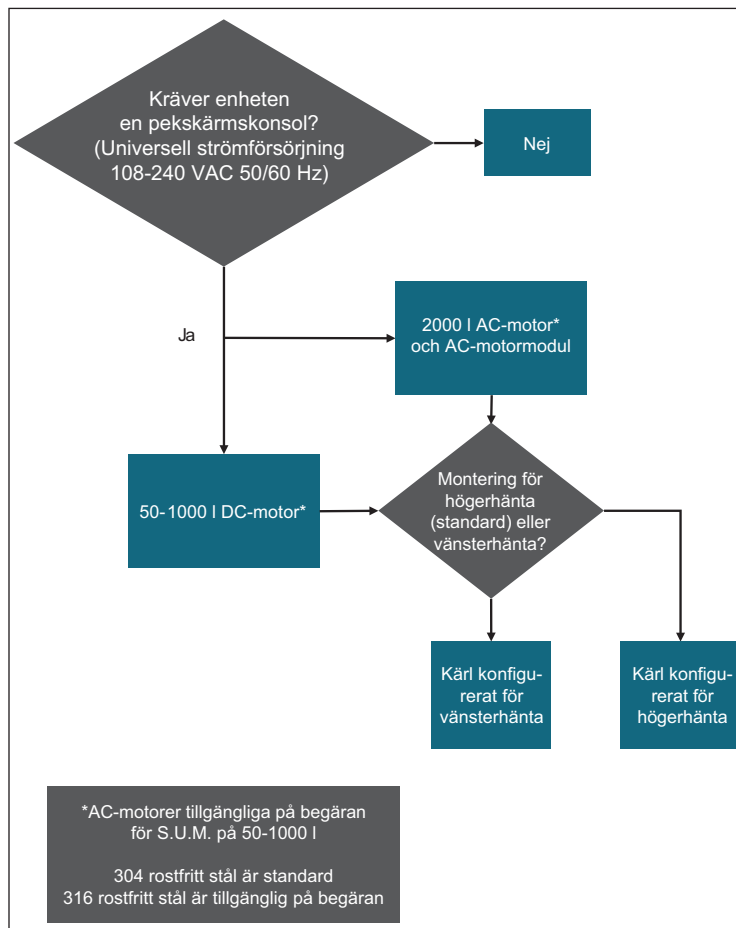 Kräver enheten
en pekskärmskonsol?
(Universell strömförsörjning
108-240 VAC 50/60 Hz)
Nej
Ja
2000 l AC-motor*
och AC-motormodul
50-1000 l DC-motor*
Montering för
högerhänta
(standard) eller
vänsterhänta?
Kärl konfigu-
rerat för
vänsterhänta
Kärl konfigu-
rerat för
högerhänta
*AC-motorer tillgängliga på begäran
för S.U.M. på 50-1000 l
304 rostfritt stål är standard
316 rostfritt stål är tillgänglig på begäran